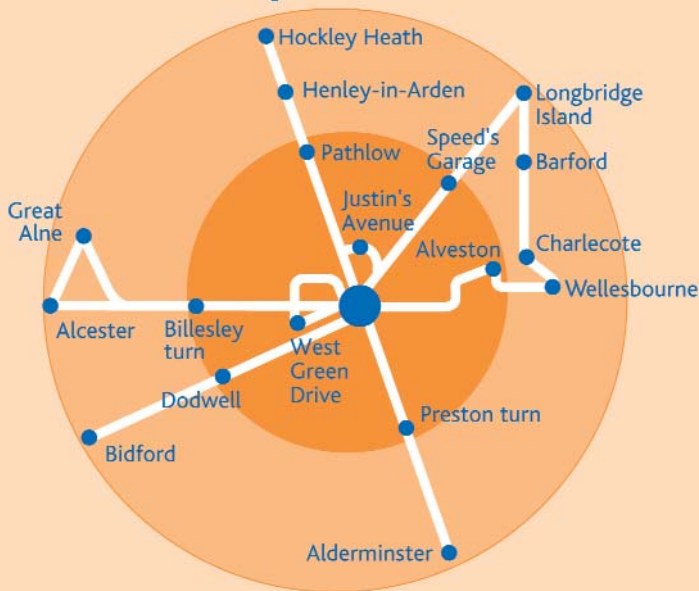 Hockley Heath
Henley-in-Arden
Longbridge
Island
Speed's
Garage
Pathlow
Barford
Justin's
Avenue
Great
Alne
Alveston
Charlecote
Wellesbourne
Alcester
Billesley
turn
West
Green
Drive
Dodwell
Preston turn
Bidford
Alderminster